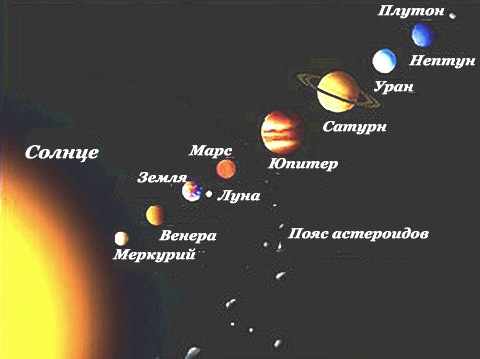 Плутон
Нептун
Уран
Сатурн
Солнце
Марс
Юпитер
Земля
Луна
Венера
Пояс астероидов
Меркурий